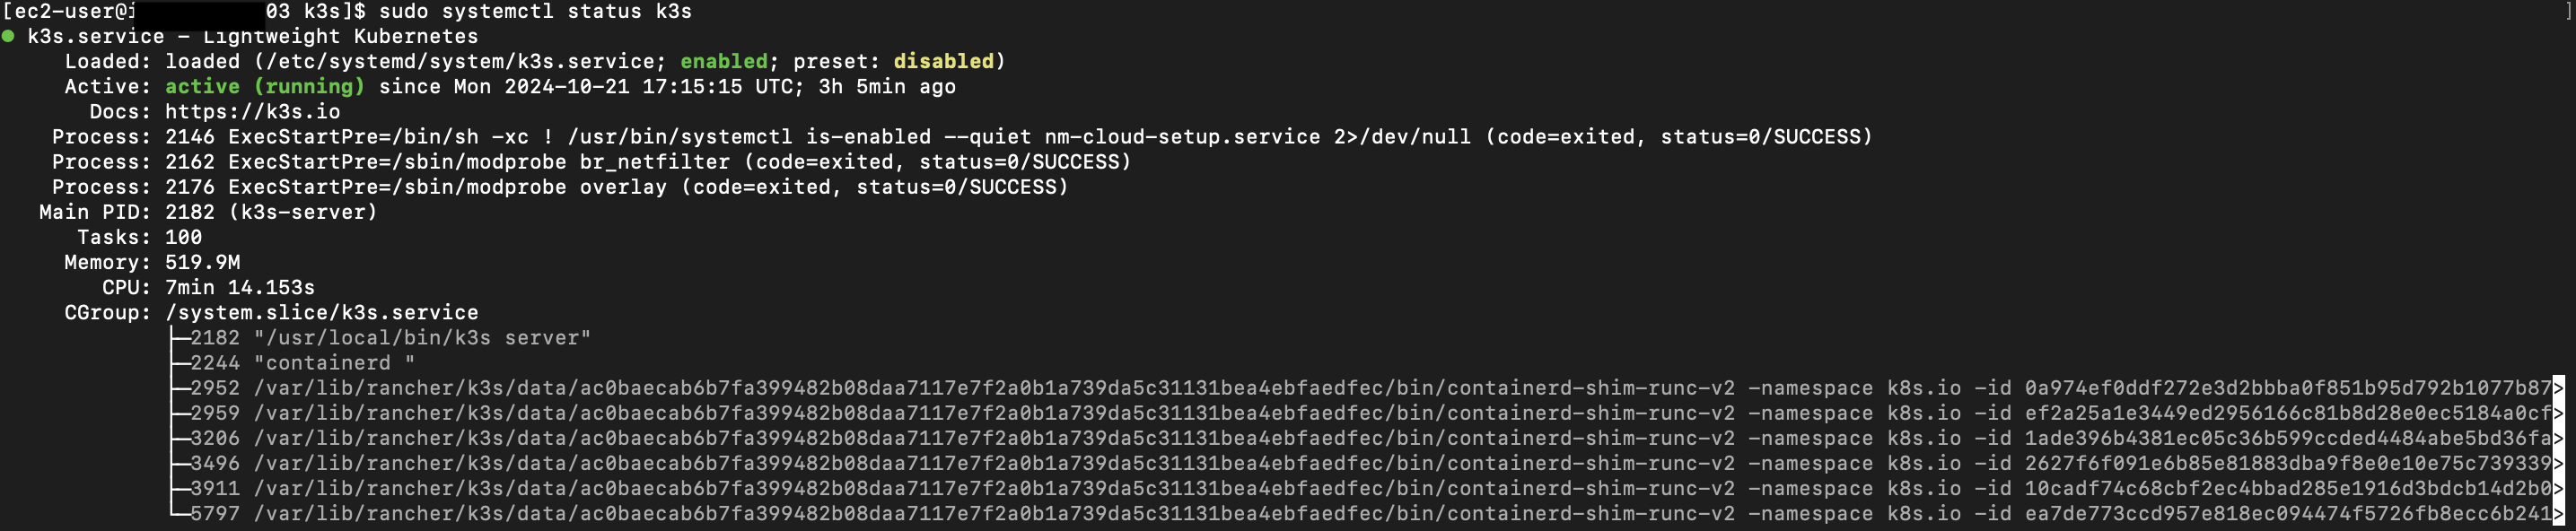 [ec2-user@i 03 k3s]$ sudo systemctl status k3s ]
● k3s.service - Lightweight Kubernetes
Loaded: loaded (/etc/systemd/system/k3s.service; enabled; preset: disabled)
Active: active (running) since Mon 2024-10-21 17:15:15 UTC; 3h 5min ago
Docs: https://k3s.io
Process: 2146 ExecStartPre=/bin/sh -xc ! /usr/bin/systemctl is-enabled --quiet nm-cloud-setup.service 2>/dev/null (code=exited, status=0/SUCCESS)
Process: 2162 ExecStartPre=/sbin/modprobe br_netfilter (code=exited, status=0/SUCCESS)
Process: 2176 ExecStartPre=/sbin/modprobe overlay (code=exited, status=0/SUCCESS)
Main PID: 2182 (k3s-server)
Tasks: 100
Memory: 519.9M
CPU: 7min 14.153s
CGroup: /system.slice/k3s.service
├─2182 "/usr/local/bin/k3s server"
├─2244 "containerd "
├─2952 /var/lib/rancher/k3s/data/ac0baecab6b7fa399482b08daa7117e7f2a0b1a739da5c31131bea4ebfaedfec/bin/containerd-shim-runc-v2 -namespace k8s.io -id 0a974ef0ddf272e3d2bbba0f851b95d792b1077b87>
├─2959 /var/lib/rancher/k3s/data/ac0baecab6b7fa399482b08daa7117e7f2a0b1a739da5c31131bea4ebfaedfec/bin/containerd-shim-runc-v2 -namespace k8s.io -id ef2a25a1e3449ed2956166c81b8d28e0ec5184a0cf>
├─3206 /var/lib/rancher/k3s/data/ac0baecab6b7fa399482b08daa7117e7f2a0b1a739da5c31131bea4ebfaedfec/bin/containerd-shim-runc-v2 -namespace k8s.io -id 1ade396b4381ec05c36b599ccded4484abe5bd36fa>
├─3496 /var/lib/rancher/k3s/data/ac0baecab6b7fa399482b08daa7117e7f2a0b1a739da5c31131bea4ebfaedfec/bin/containerd-shim-runc-v2 -namespace k8s.io -id 2627f6f091e6b85e81883dba9f8e0e10e75c739339>
├─3911 /var/lib/rancher/k3s/data/ac0baecab6b7fa399482b08daa7117e7f2a0b1a739da5c31131bea4ebfaedfec/bin/containerd-shim-runc-v2 -namespace k8s.io -id 10cadf74c68cbf2ec4bbad285e1916d3bdcb14d2b0>
└─5797 /var/lib/rancher/k3s/data/ac0baecab6b7fa399482b08daa7117e7f2a0b1a739da5c31131bea4ebfaedfec/bin/containerd-shim-runc-v2 -namespace k8s.io -id ea7de773ccd957e818ec094474f5726fb8ecc6b241>